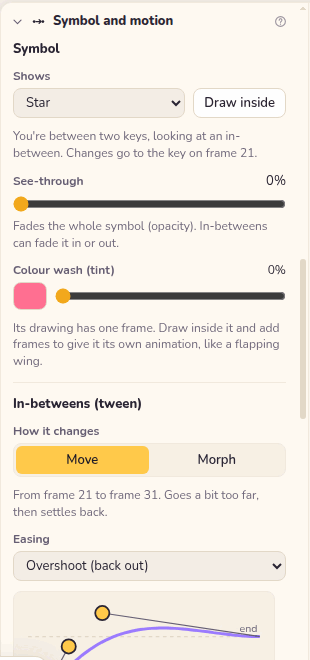 Symbol and motion
Symbol
Shows
Star
Draw inside
You're between two keys, looking at an in-
between. Changes go to the key on frame 21.
See-through
0%
Fades the whole symbol (opacity). In-betweens
can fade it in or out.
Colour wash (tint)
0%
Its drawing has one frame. Draw inside it and add
frames to give it its own animation, like a flapping
wing.
In-betweens (tween)
How it changes
Move
Morph
From frame 21 to frame 31. Goes a bit too far,
then settles back.
Easing
Overshoot (back out)
end